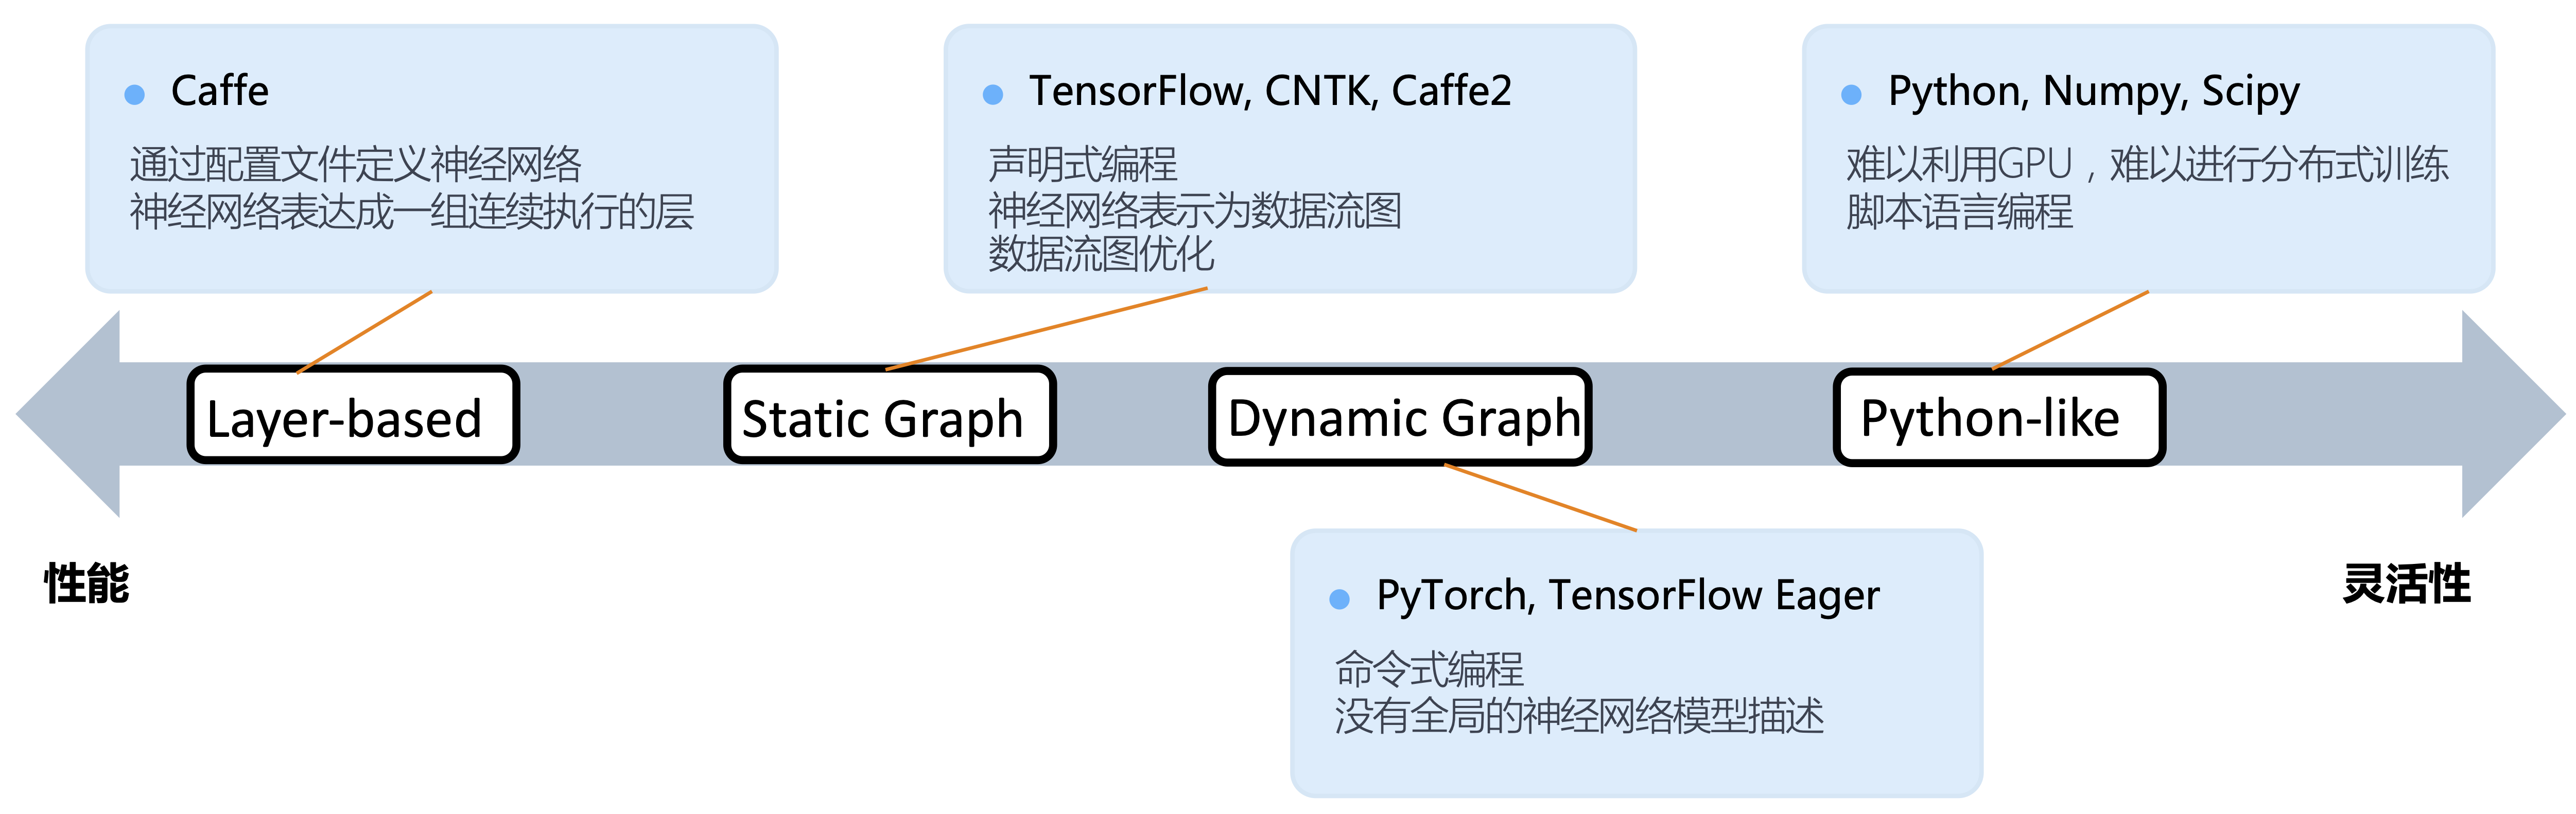 Caffe
通过配置文件定义神经网络
神经网络表达成一组连续执行的层
TensorFlow, CNTK, Caffe2
声明式编程
神经网络表示为数据流图
数据流图优化
Python, Numpy, Scipy
难以利用GPU，难以进行分布式训练
脚本语言编程
Layer-based
Static Graph
Dynamic Graph
Python-like
性能
灵活性
PyTorch, TensorFlow Eager
命令式编程
没有全局的神经网络模型描述